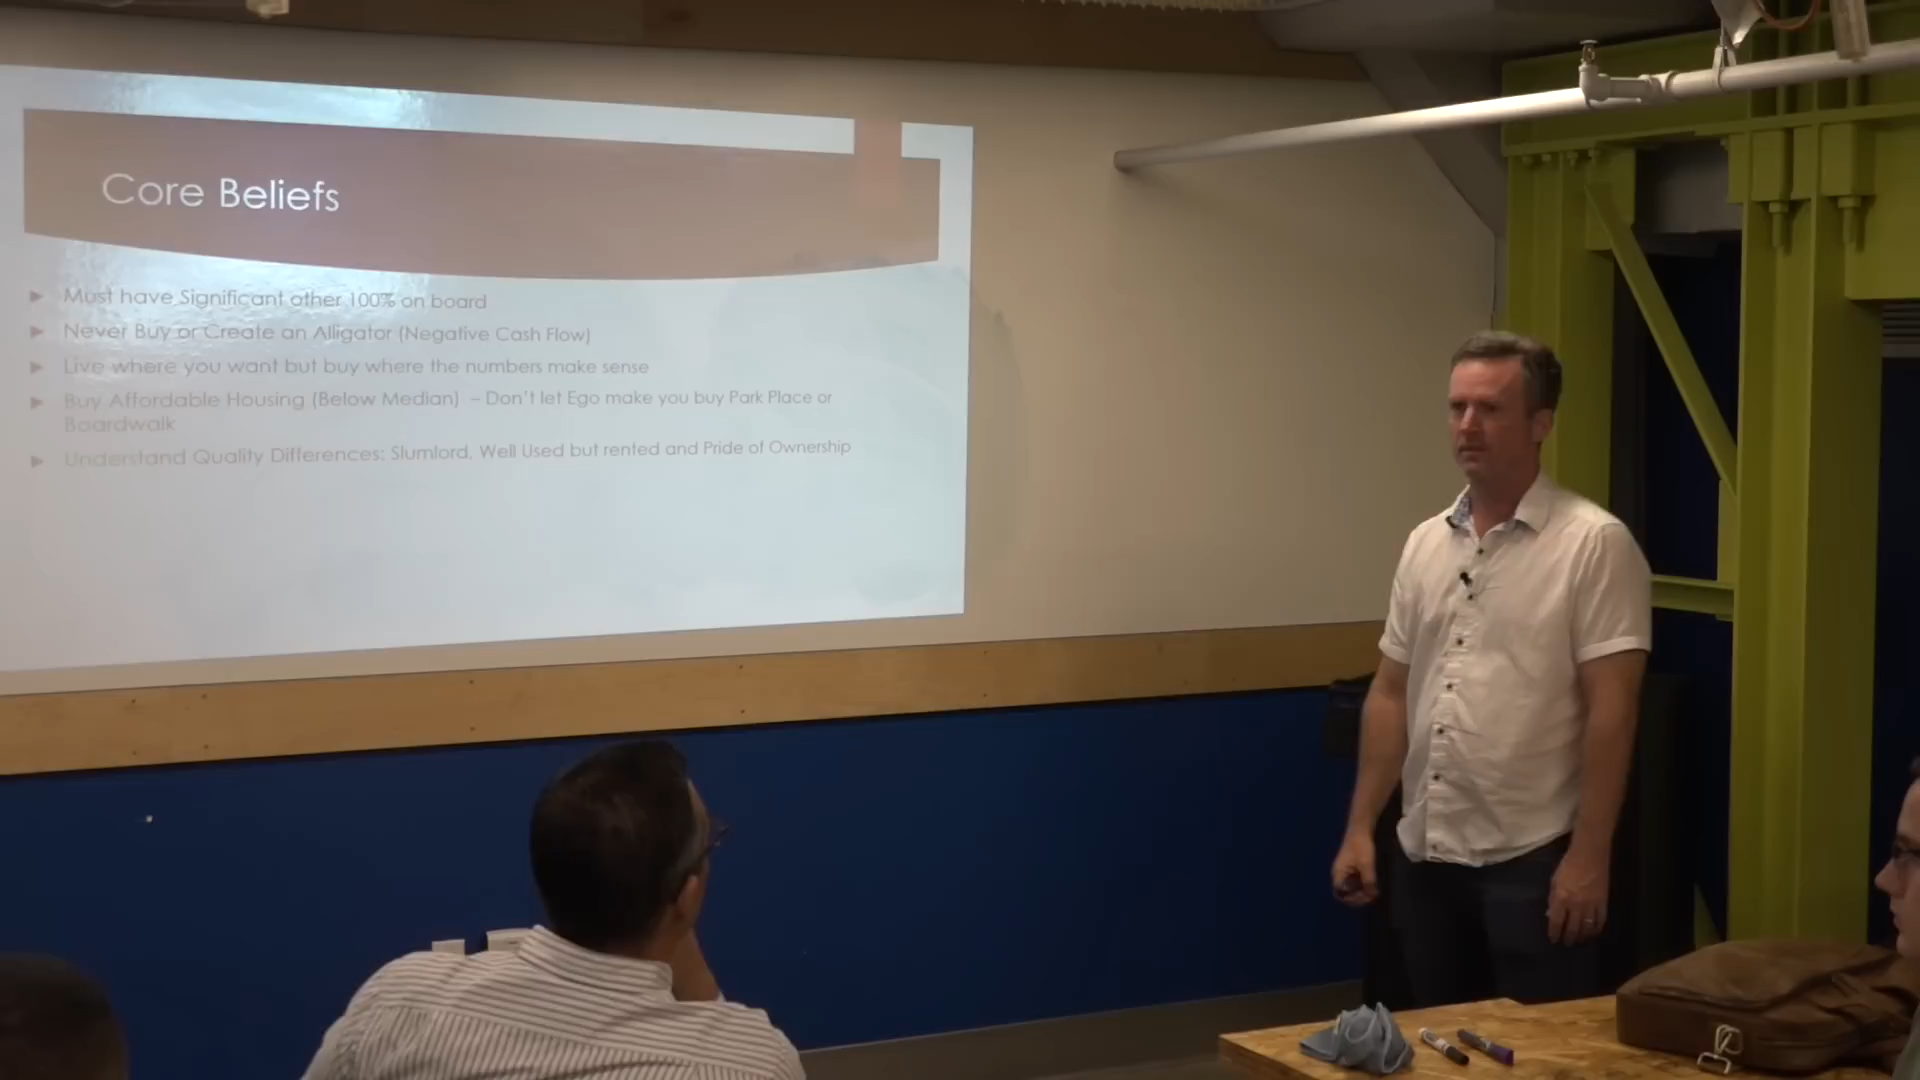 Core Beliefs
Must have Significant other 100% on board
Never Buy or Create an Alligator (Negative Cash Flow)
Live where you want but buy where the numbers make sense
Buy Affordable Housing (Below Median) – Don't let Ego make you buy Park Place or
Boardwalk
Understand Quality Differences: Slumlord, Well Used but rented and Pride of Ownership